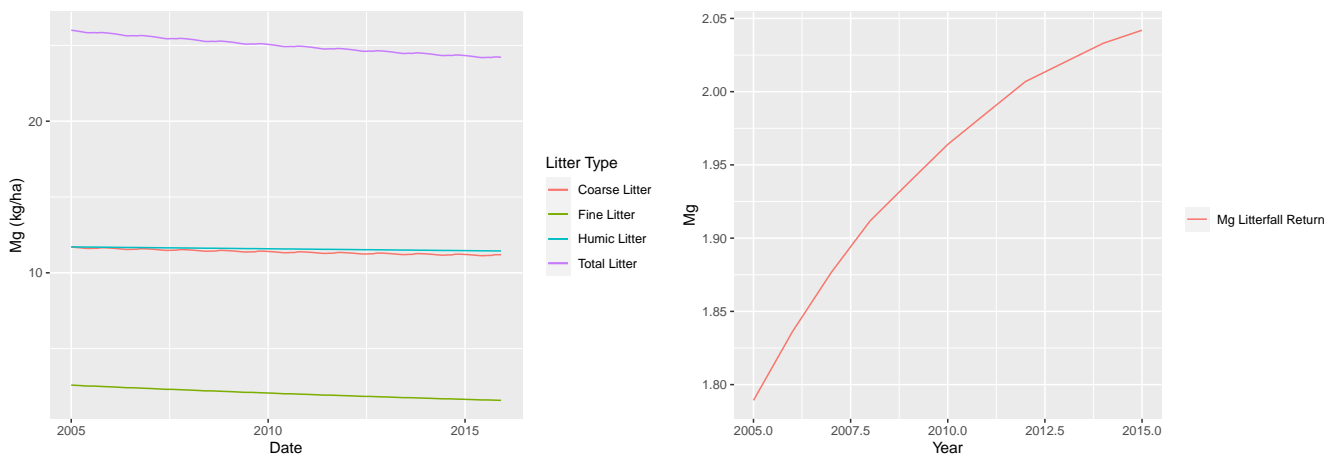 20
10
Mg (kg/ha)
2005
2010
2015
Date
Litter Type
Coarse Litter
Fine Litter
Humic Litter
Total Litter
2.05
2.00
1.95
1.90
1.85
1.80
Mg
2005.0
2007.5
2010.0
2012.5
2015.0
Year
Mg Litterfall Return